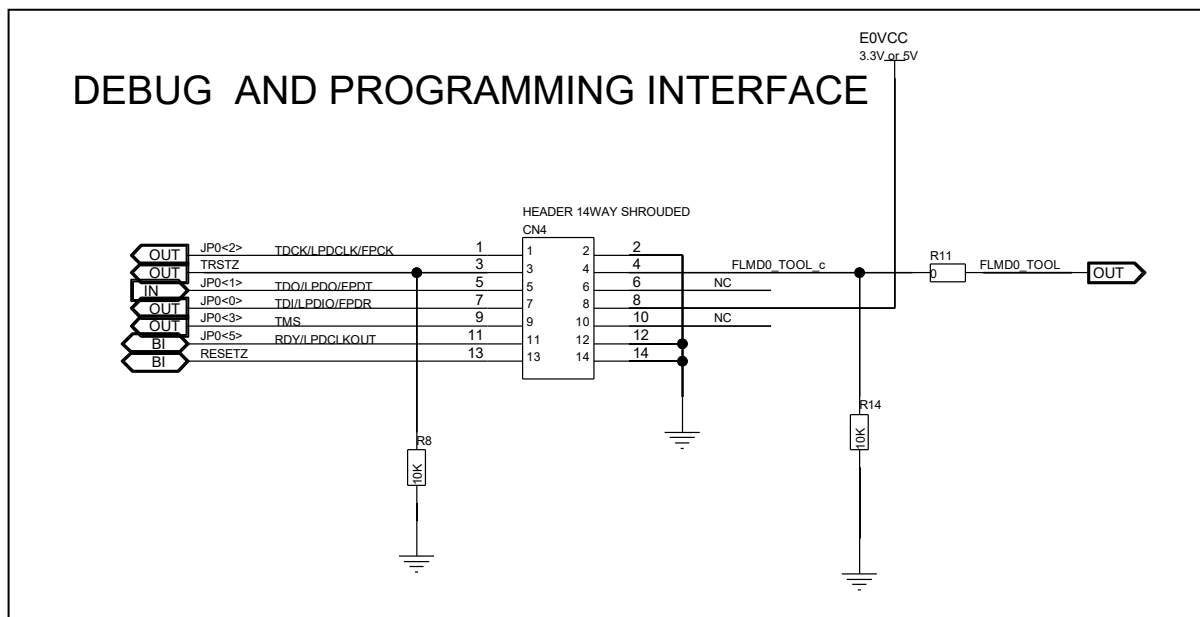 E0VCC
3.3V or 5V
DEBUG AND PROGRAMMING INTERFACE
HEADER 14WAY SHROUDED
CN4
OUT JP0<2> TDCK/LPDCLK/FPCK 1 1 2 2
OUT TRSTZ 3 3 4 4 FLMD0_TOOL_c R11 0 FLMD0_TOOL OUT
IN JP0<1> TDO/LPDO/FPDT 5 5 6 6 NC
OUT JP0<0> TDI/LPDIO/FPDR 7 7 8 8
OUT JP0<3> TMS 9 9 10 10 NC
BI JP0<5> RDY/LPDCLKOUT 11 11 12 12
BI RESETZ 13 13 14 14
R14
10K
R8
10K